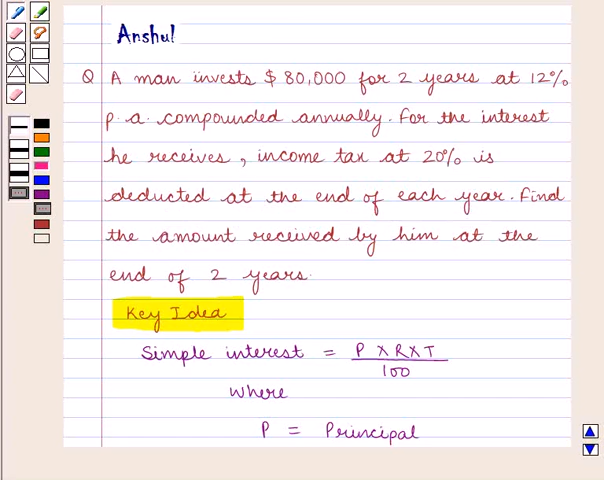 Anshul
Q A man invests $ 80,000 for 2 years at 12%
p.a. compounded annually. For the interest
he receives, income tax at 20% is
deducted at the end of each year. Find
the amount received by him at the
end of 2 years.
Key Idea
Simple interest = P X R X T
100
where
P = Principal